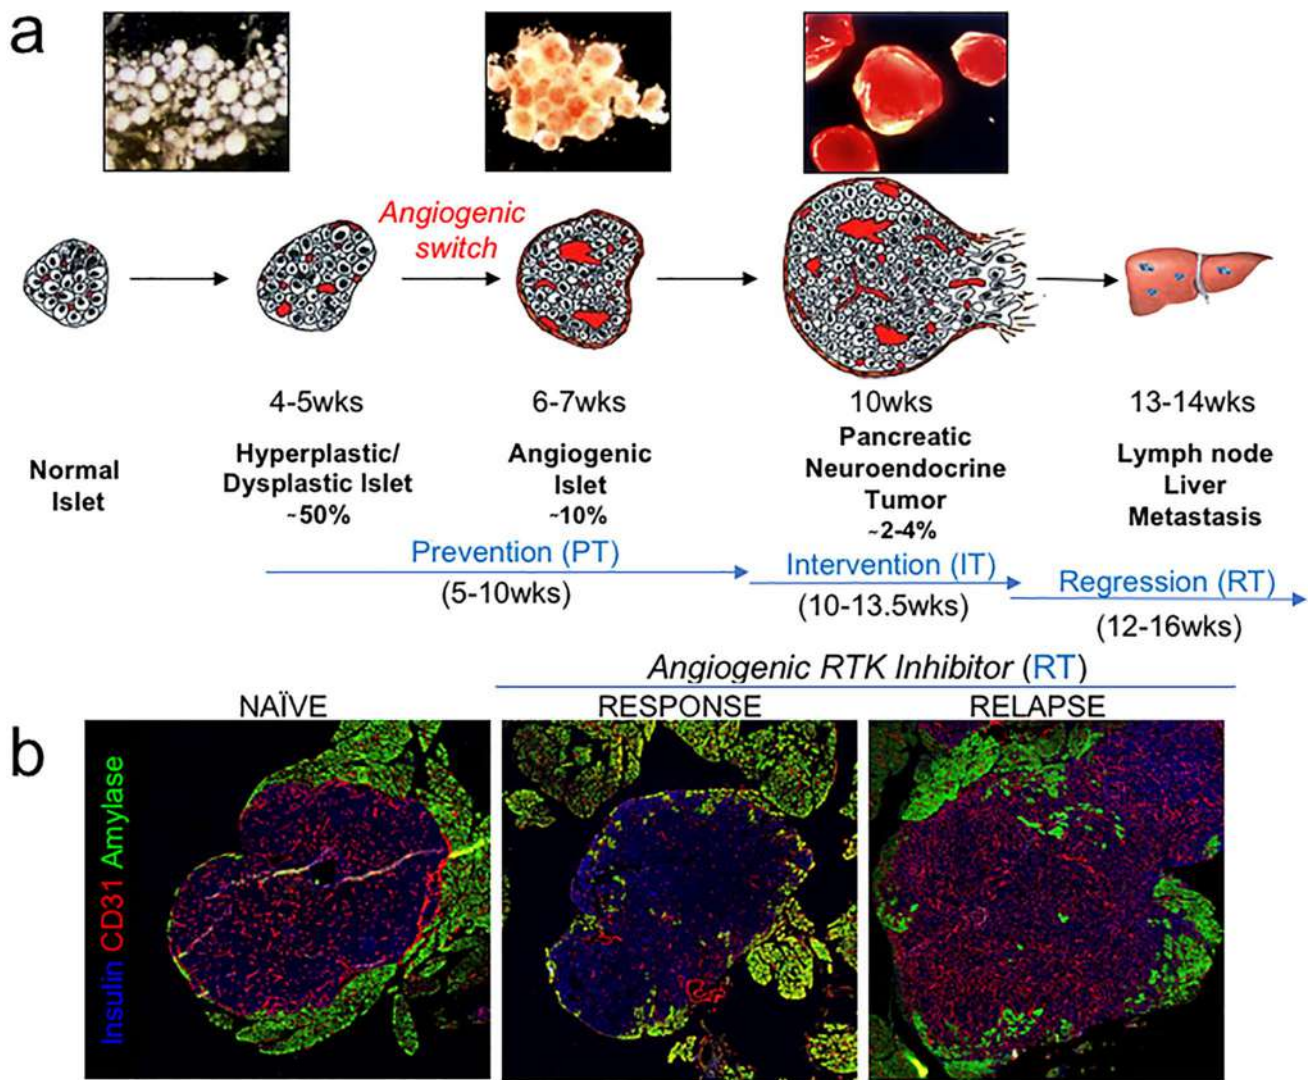 a
Angiogenic
switch
4-5wks
6-7wks
10wks
13-14wks
Normal
Islet
Hyperplastic/
Dysplastic Islet
~50%
Angiogenic
Islet
~10%
Pancreatic
Neuroendocrine
Tumor
~2-4%
Lymph node
Liver
Metastasis
Prevention (PT)
(5-10wks)
Intervention (IT)
(10-13.5wks)
Regression (RT)
(12-16wks)
Angiogenic RTK Inhibitor (RT)
NAÏVE
RESPONSE
RELAPSE
b
Insulin CD31 Amylase